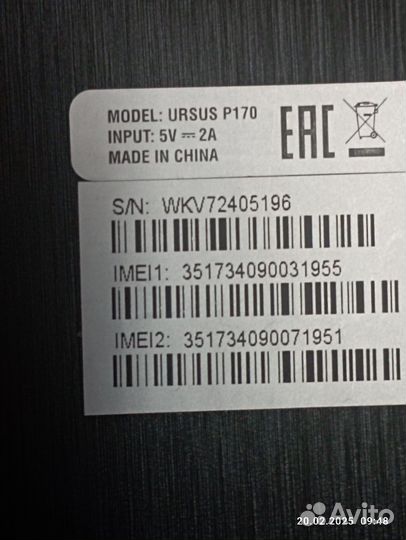 MODEL: URSUS P170
INPUT: 5V ⎓ 2A
MADE IN CHINA
EAC
S/N: WKV72405196
IMEI1: 351734090031955
IMEI2: 351734090071951
20.02.2025 09:48
Avito